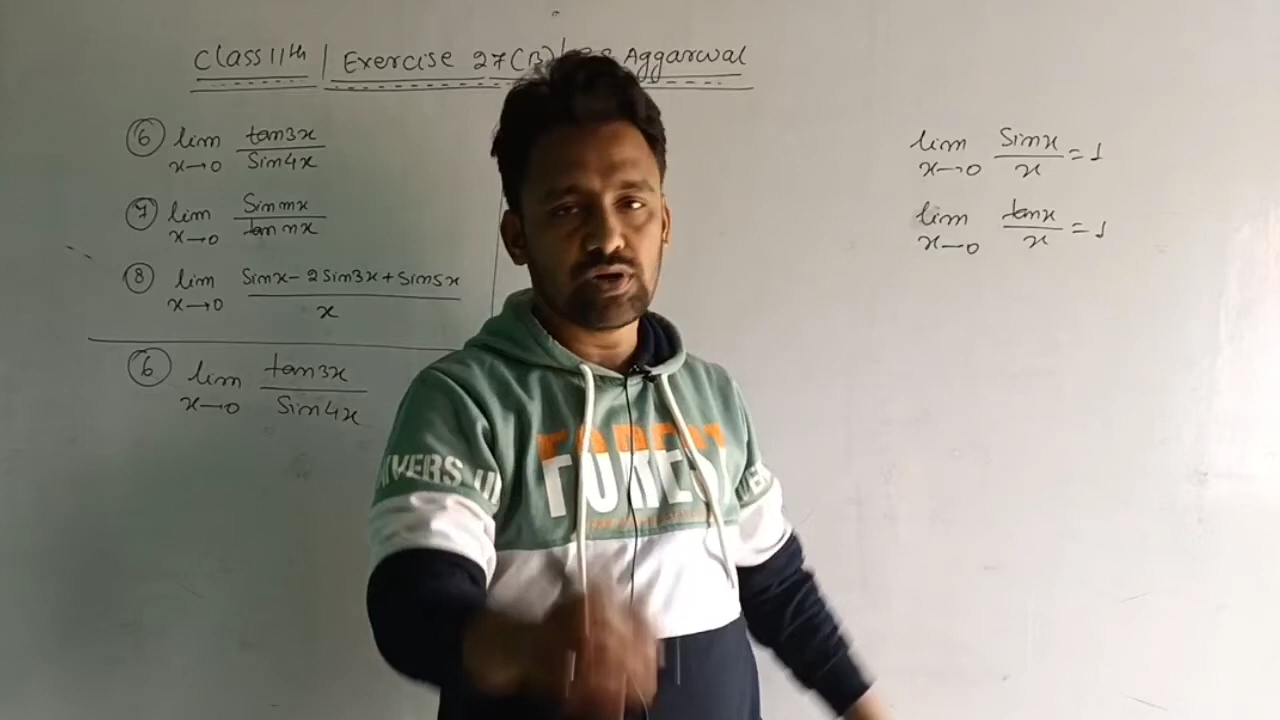 Class 11th / Exercise 27(B) Aggarwal
⑥ lim x→0 tan3x / Sin4x
⑦ lim x→0 Sin mx / tan nx
⑧ lim x→0 Sinx - 2 Sin3x + Sin5x / x
⑥ lim x→0 tan3x / Sin4x
lim x→0 Sinx / x = 1
lim x→0 tanx / x = 1
FOREST